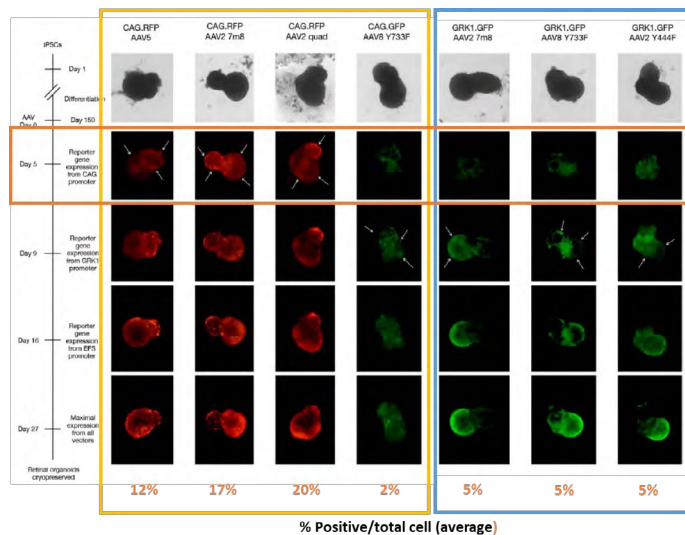 CAG.RFP
AAV5
CAG.RFP
AAV2 7m8
CAG.RFP
AAV2 quad
CAG.GFP
AAV8 Y733F
GRK1.GFP
AAV2 7m8
GRK1.GFP
AAV8 Y733F
GRK1.GFP
AAV2 Y444F
iPSCs
Day 1
Differentiation
AAV
Day 0
Day 150
Day 5
Reporter
gene
expression
from CAG
promoter
Day 9
Reporter
gene
expression
from GRK1
promoter
Day 16
Reporter
gene
expression
from EFS
promoter
Day 27
Maximal
expression
from all
vectors
Retinal organoids
cryopreserved
12% 17% 20% 2% 5% 5% 5%
% Positive/total cell (average)